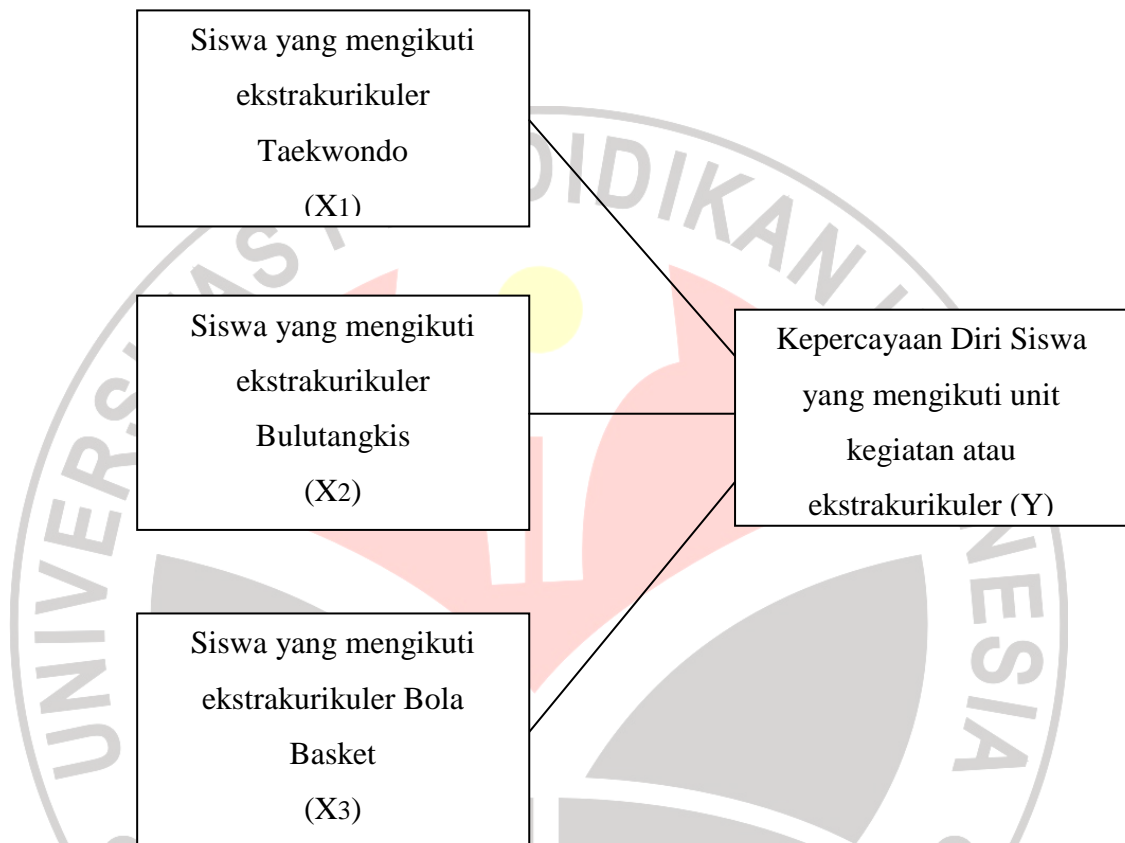 Siswa yang mengikuti
ekstrakurikuler
Taekwondo
(X1)
Siswa yang mengikuti
ekstrakurikuler
Bulutangkis
(X2)
Siswa yang mengikuti
ekstrakurikuler Bola
Basket
(X3)
Kepercayaan Diri Siswa
yang mengikuti unit
kegiatan atau
ekstrakurikuler (Y)